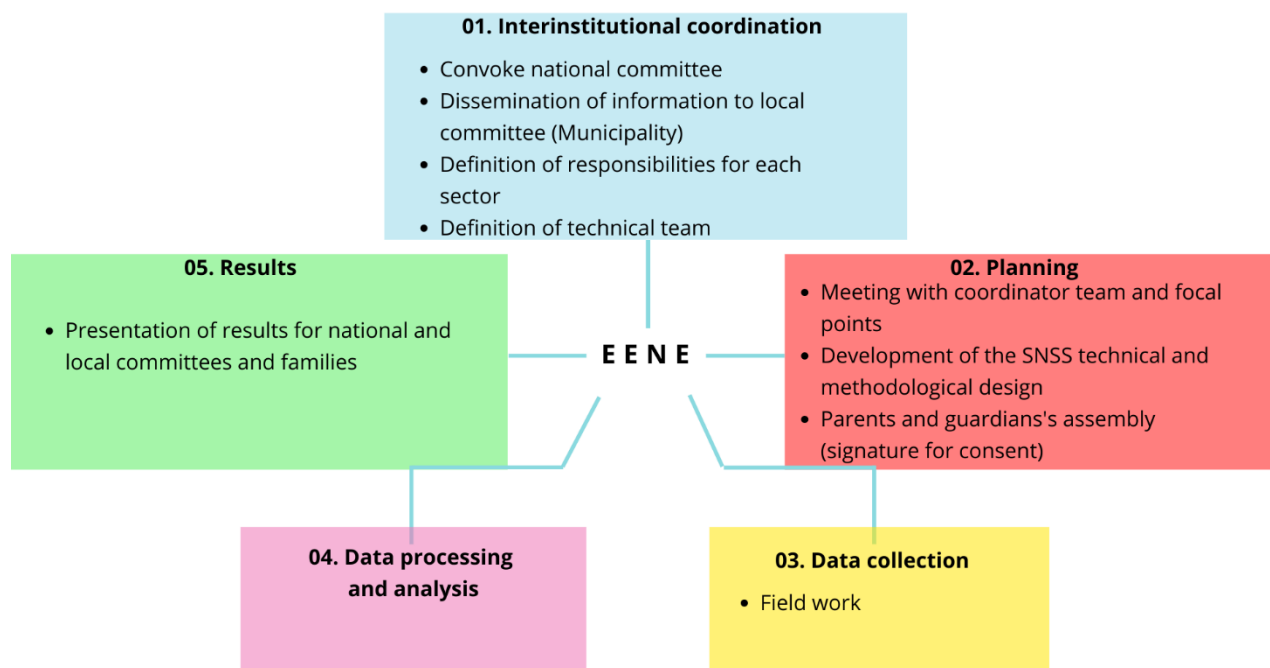 01. Interinstitutional coordination
• Convoke national committee
• Dissemination of information to local
committee (Municipality)
• Definition of responsibilities for each
sector
• Definition of technical team
02. Planning
• Meeting with coordinator team and focal
points
• Development of the SNSS technical and
methodological design
• Parents and guardians's assembly
(signature for consent)
03. Data collection
• Field work
04. Data processing
and analysis
05. Results
• Presentation of results for national and
local committees and families
E E N E